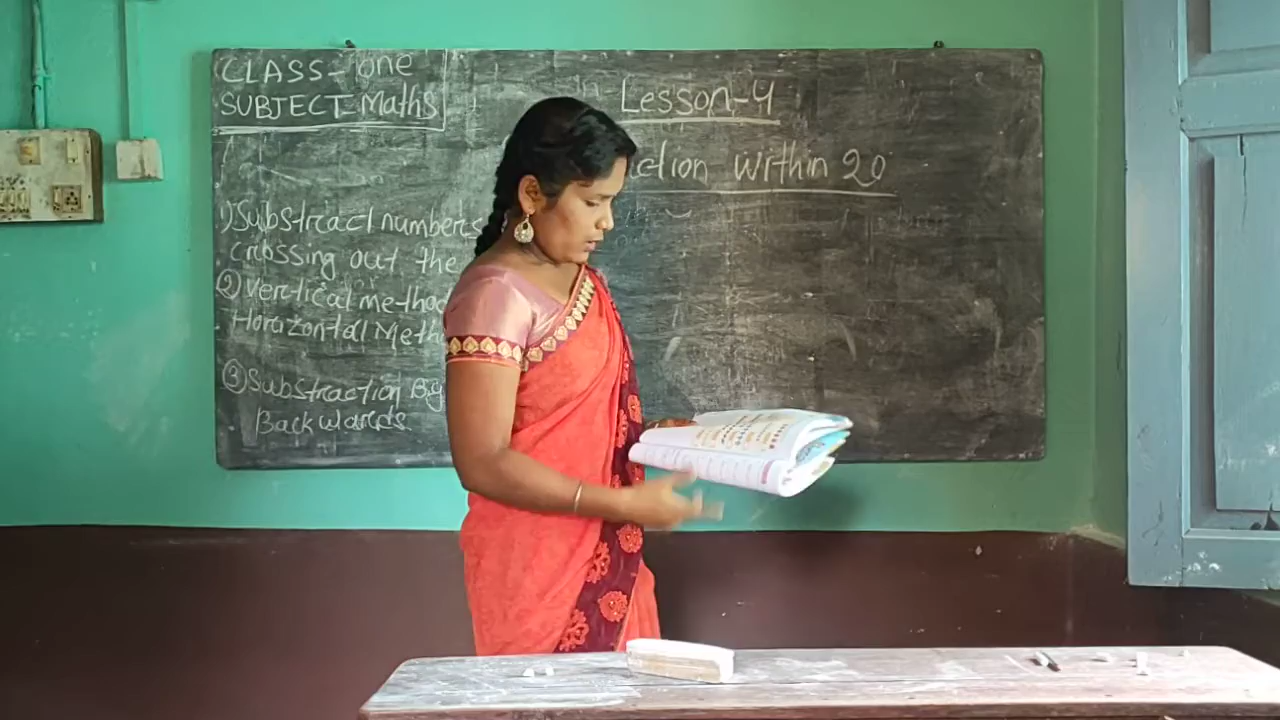 CLASS- one
SUBJECT-Maths
Lesson-4
ction within 20
1) Substract numbers
crossing out the
② Vertical method
Horazontal Meth
③ Substraction By
Backwards